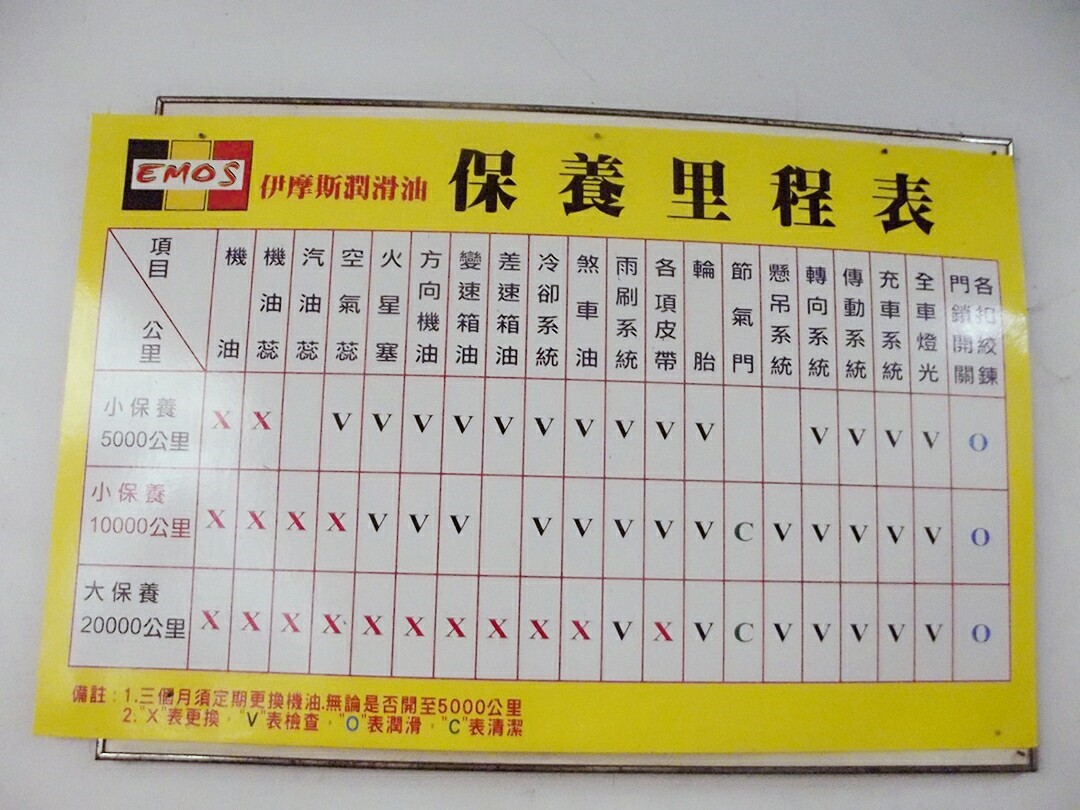 EMOS 伊摩斯潤滑油 保養里程表
項目 公里 機油 機油蕊 汽油蕊 空氣蕊 火星塞 方向機油 變速箱油 差速箱油 冷卻系統 煞車油 雨刷系統 各項皮帶 輪胎 節氣門 懸吊系統 轉向系統 傳動系統 充車系統 全車燈光 各扣絞鍊門鎖開關
小保養 5000公里 X X V V V V V V V V V V V V V V O
小保養 10000公里 X X X X V V V V V V V V C V V V V V O
大保養 20000公里 X X X X X X X X X X V X V C V V V V V O
備註:1.三個月須定期更換機油.無論是否開至5000公里
2."X"表更換,"V"表檢查,"O"表潤滑,"C"表清潔